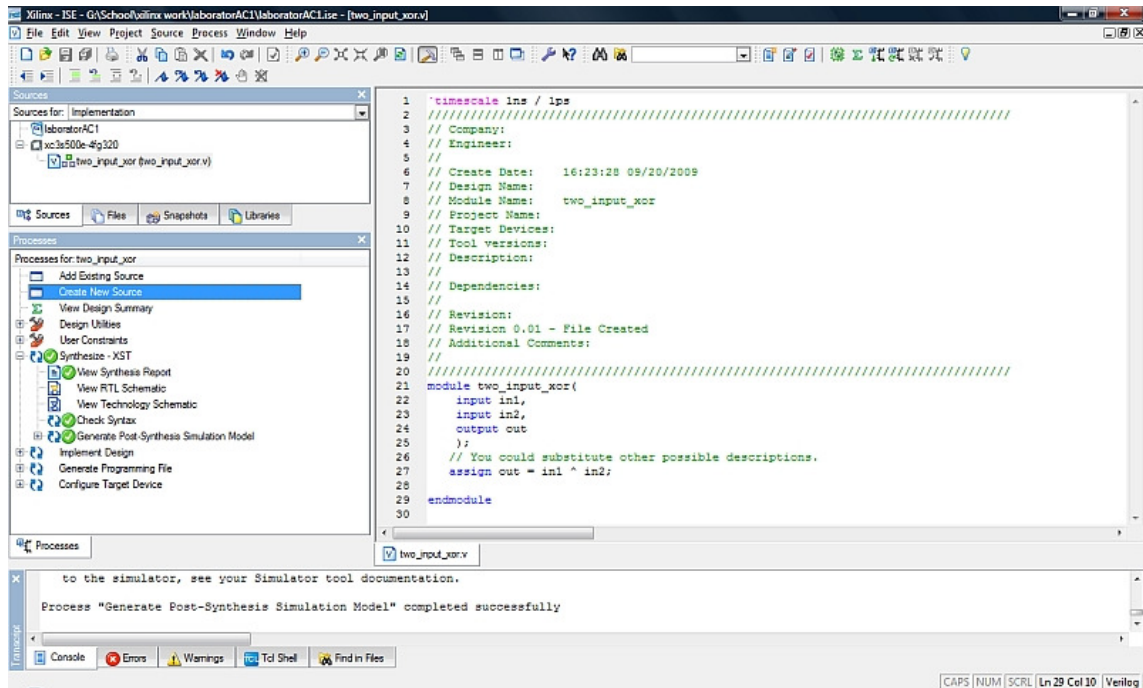 Xilinx - ISE - G:\School\xilinx work\laboratorAC1\laboratorAC1.ise - [two_input_xor.v]
File Edit View Project Source Process Window Help
Sources
Sources for: Implementation
laboratorAC1
xc3s500e-4fg320
two_input_xor (two_input_xor.v)
Sources Files Snapshots Libraries
Processes
Processes for: two_input_xor
Add Existing Source
Create New Source
View Design Summary
Design Utilities
User Constraints
Synthesize - XST
View Synthesis Report
View RTL Schematic
View Technology Schematic
Check Syntax
Generate Post-Synthesis Simulation Model
Implement Design
Generate Programming File
Configure Target Device
Processes
1 `timescale 1ns / 1ps
2 //////////////////////////////////////////////////////////////////////////////////
3 // Company:
4 // Engineer:
5 //
6 // Create Date: 16:23:28 09/20/2009
7 // Design Name:
8 // Module Name: two_input_xor
9 // Project Name:
10 // Target Devices:
11 // Tool versions:
12 // Description:
13 //
14 // Dependencies:
15 //
16 // Revision:
17 // Revision 0.01 - File Created
18 // Additional Comments:
19 //
20 //////////////////////////////////////////////////////////////////////////////////
21 module two_input_xor(
22 input in1,
23 input in2,
24 output out
25 );
26 // You could substitute other possible descriptions.
27 assign out = in1 ^ in2;
28
29 endmodule
30
two_input_xor.v
to the simulator, see your Simulator tool documentation.
Process "Generate Post-Synthesis Simulation Model" completed successfully
Transcript
Console Errors Warnings Tcl Shell Find in Files
CAPS NUM SCRL Ln 29 Col 10 Verilog